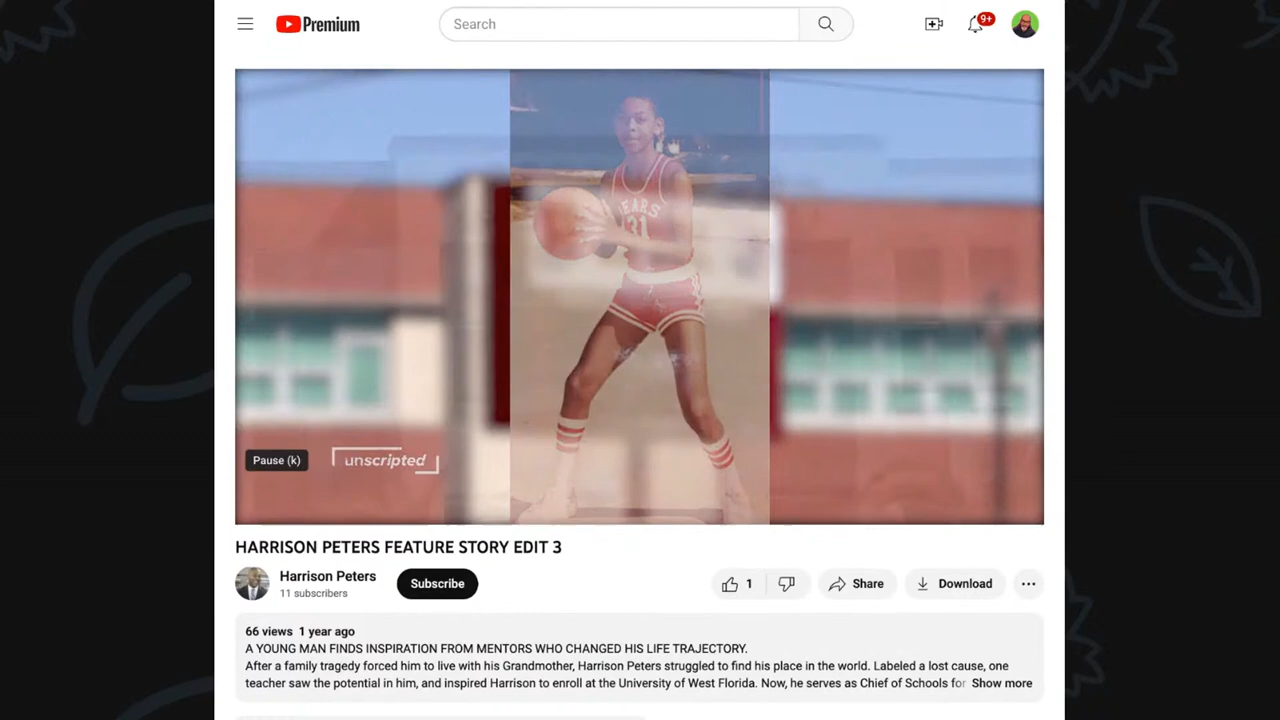 Premium
Search
9+
EARS
31
Pause (k)
unscripted
HARRISON PETERS FEATURE STORY EDIT 3
Harrison Peters
11 subscribers
Subscribe
1
Share
Download
66 views 1 year ago
A YOUNG MAN FINDS INSPIRATION FROM MENTORS WHO CHANGED HIS LIFE TRAJECTORY.
After a family tragedy forced him to live with his Grandmother, Harrison Peters struggled to find his place in the world. Labeled a lost cause, one
teacher saw the potential in him, and inspired Harrison to enroll at the University of West Florida. Now, he serves as Chief of Schools for Show more